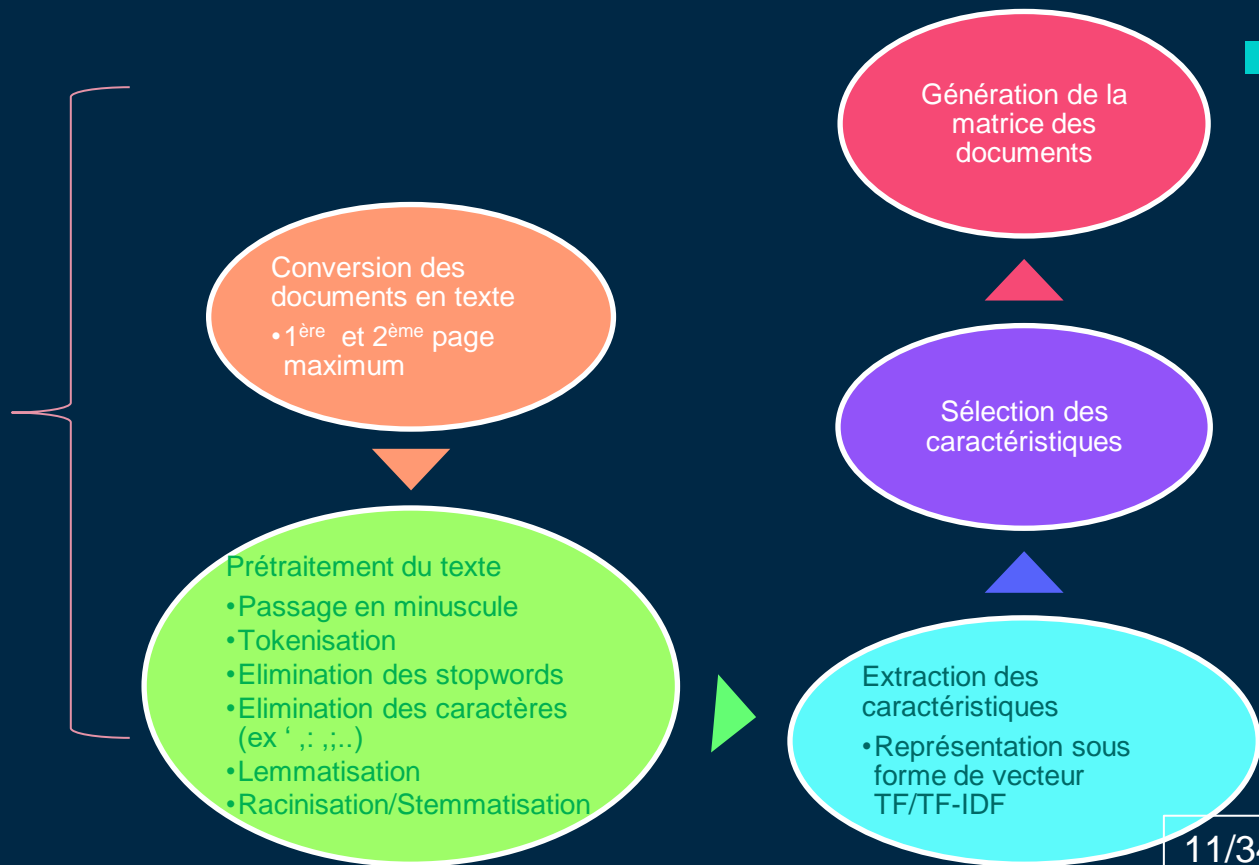 Conversion des
documents en texte
•1ère et 2ème page
maximum
Prétraitement du texte
•Passage en minuscule
•Tokenisation
•Elimination des stopwords
•Elimination des caractères
(ex ‘ ,: ,;..)
•Lemmatisation
•Racinisation/Stemmatisation
Extraction des
caractéristiques
•Représentation sous
forme de vecteur
TF/TF-IDF
Sélection des
caractéristiques
Génération de la
matrice des
documents
11/34